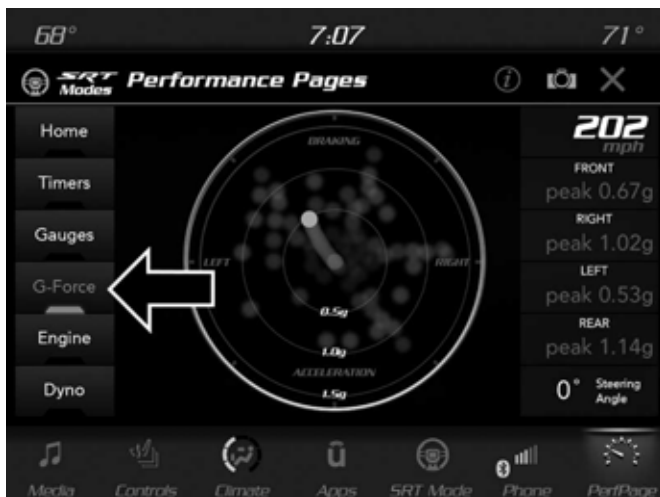 68°
7:07
71°
SRT
Modes
Performance Pages
i
Home
Timers
Gauges
G-Force
Engine
Dyno
BRAKING
LEFT
RIGHT
0.5g
1.0g
ACCELERATION
1.5g
202
mph
FRONT
peak 0.67g
RIGHT
peak 1.02g
LEFT
peak 0.53g
REAR
peak 1.14g
0° Steering
Angle
Media
Controls
Climate
ū
Apps
SRT Mode
Phone
PerfPage